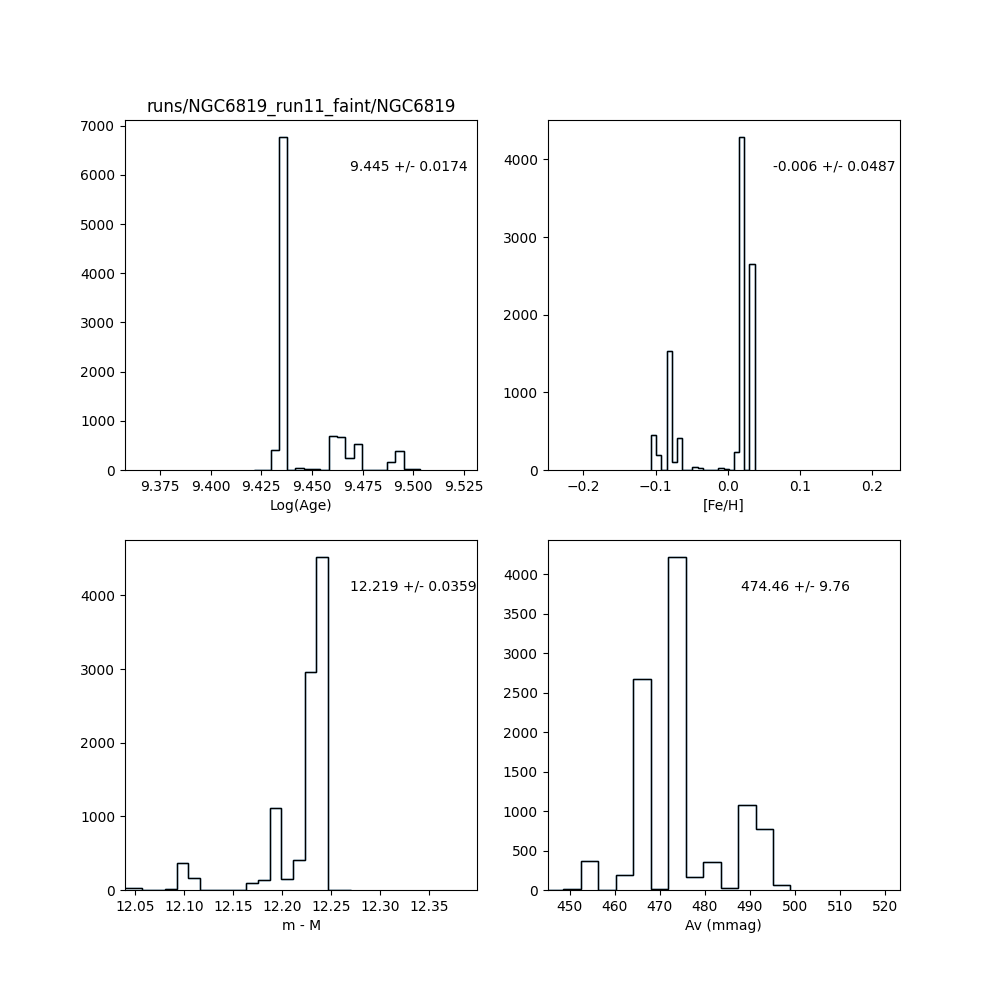 runs/NGC6819_run11_faint/NGC6819
7000
6000
5000
4000
3000
2000
1000
0
9.445 +/- 0.0174
9.375 9.400 9.425 9.450 9.475 9.500 9.525
Log(Age)
4000
3000
2000
1000
0
-0.006 +/- 0.0487
−0.2 −0.1 0.0 0.1 0.2
[Fe/H]
4000
3000
2000
1000
0
12.219 +/- 0.0359
12.05 12.10 12.15 12.20 12.25 12.30 12.35
m - M
4000
3500
3000
2500
2000
1500
1000
500
0
474.46 +/- 9.76
450 460 470 480 490 500 510 520
Av (mmag)